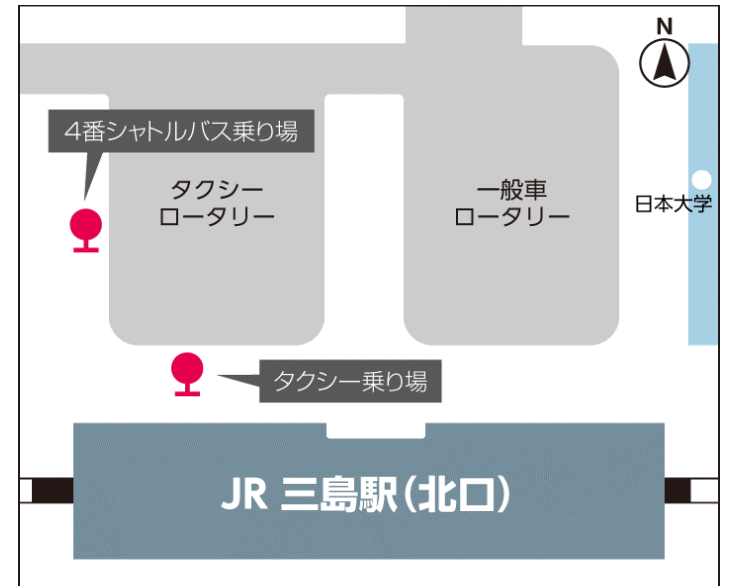 N
4番シャトルバス乗り場
タクシー
ロータリー
一般車
ロータリー
日本大学
タクシー乗り場
JR 三島駅(北口)